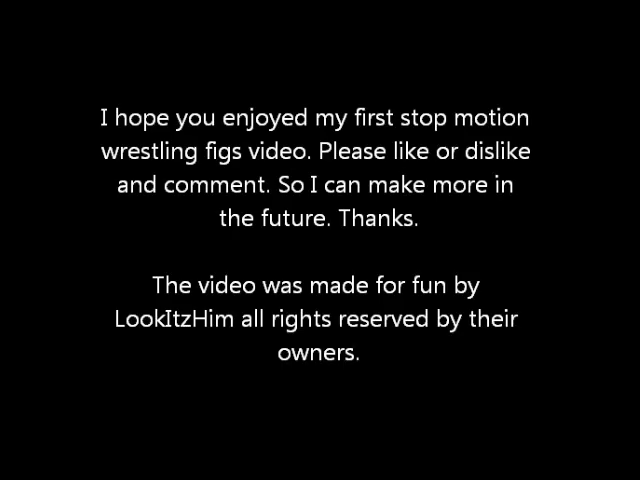 I hope you enjoyed my first stop motion
wrestling figs video. Please like or dislike
and comment. So I can make more in
the future. Thanks.
The video was made for fun by
LookItzHim all rights reserved by their
owners.